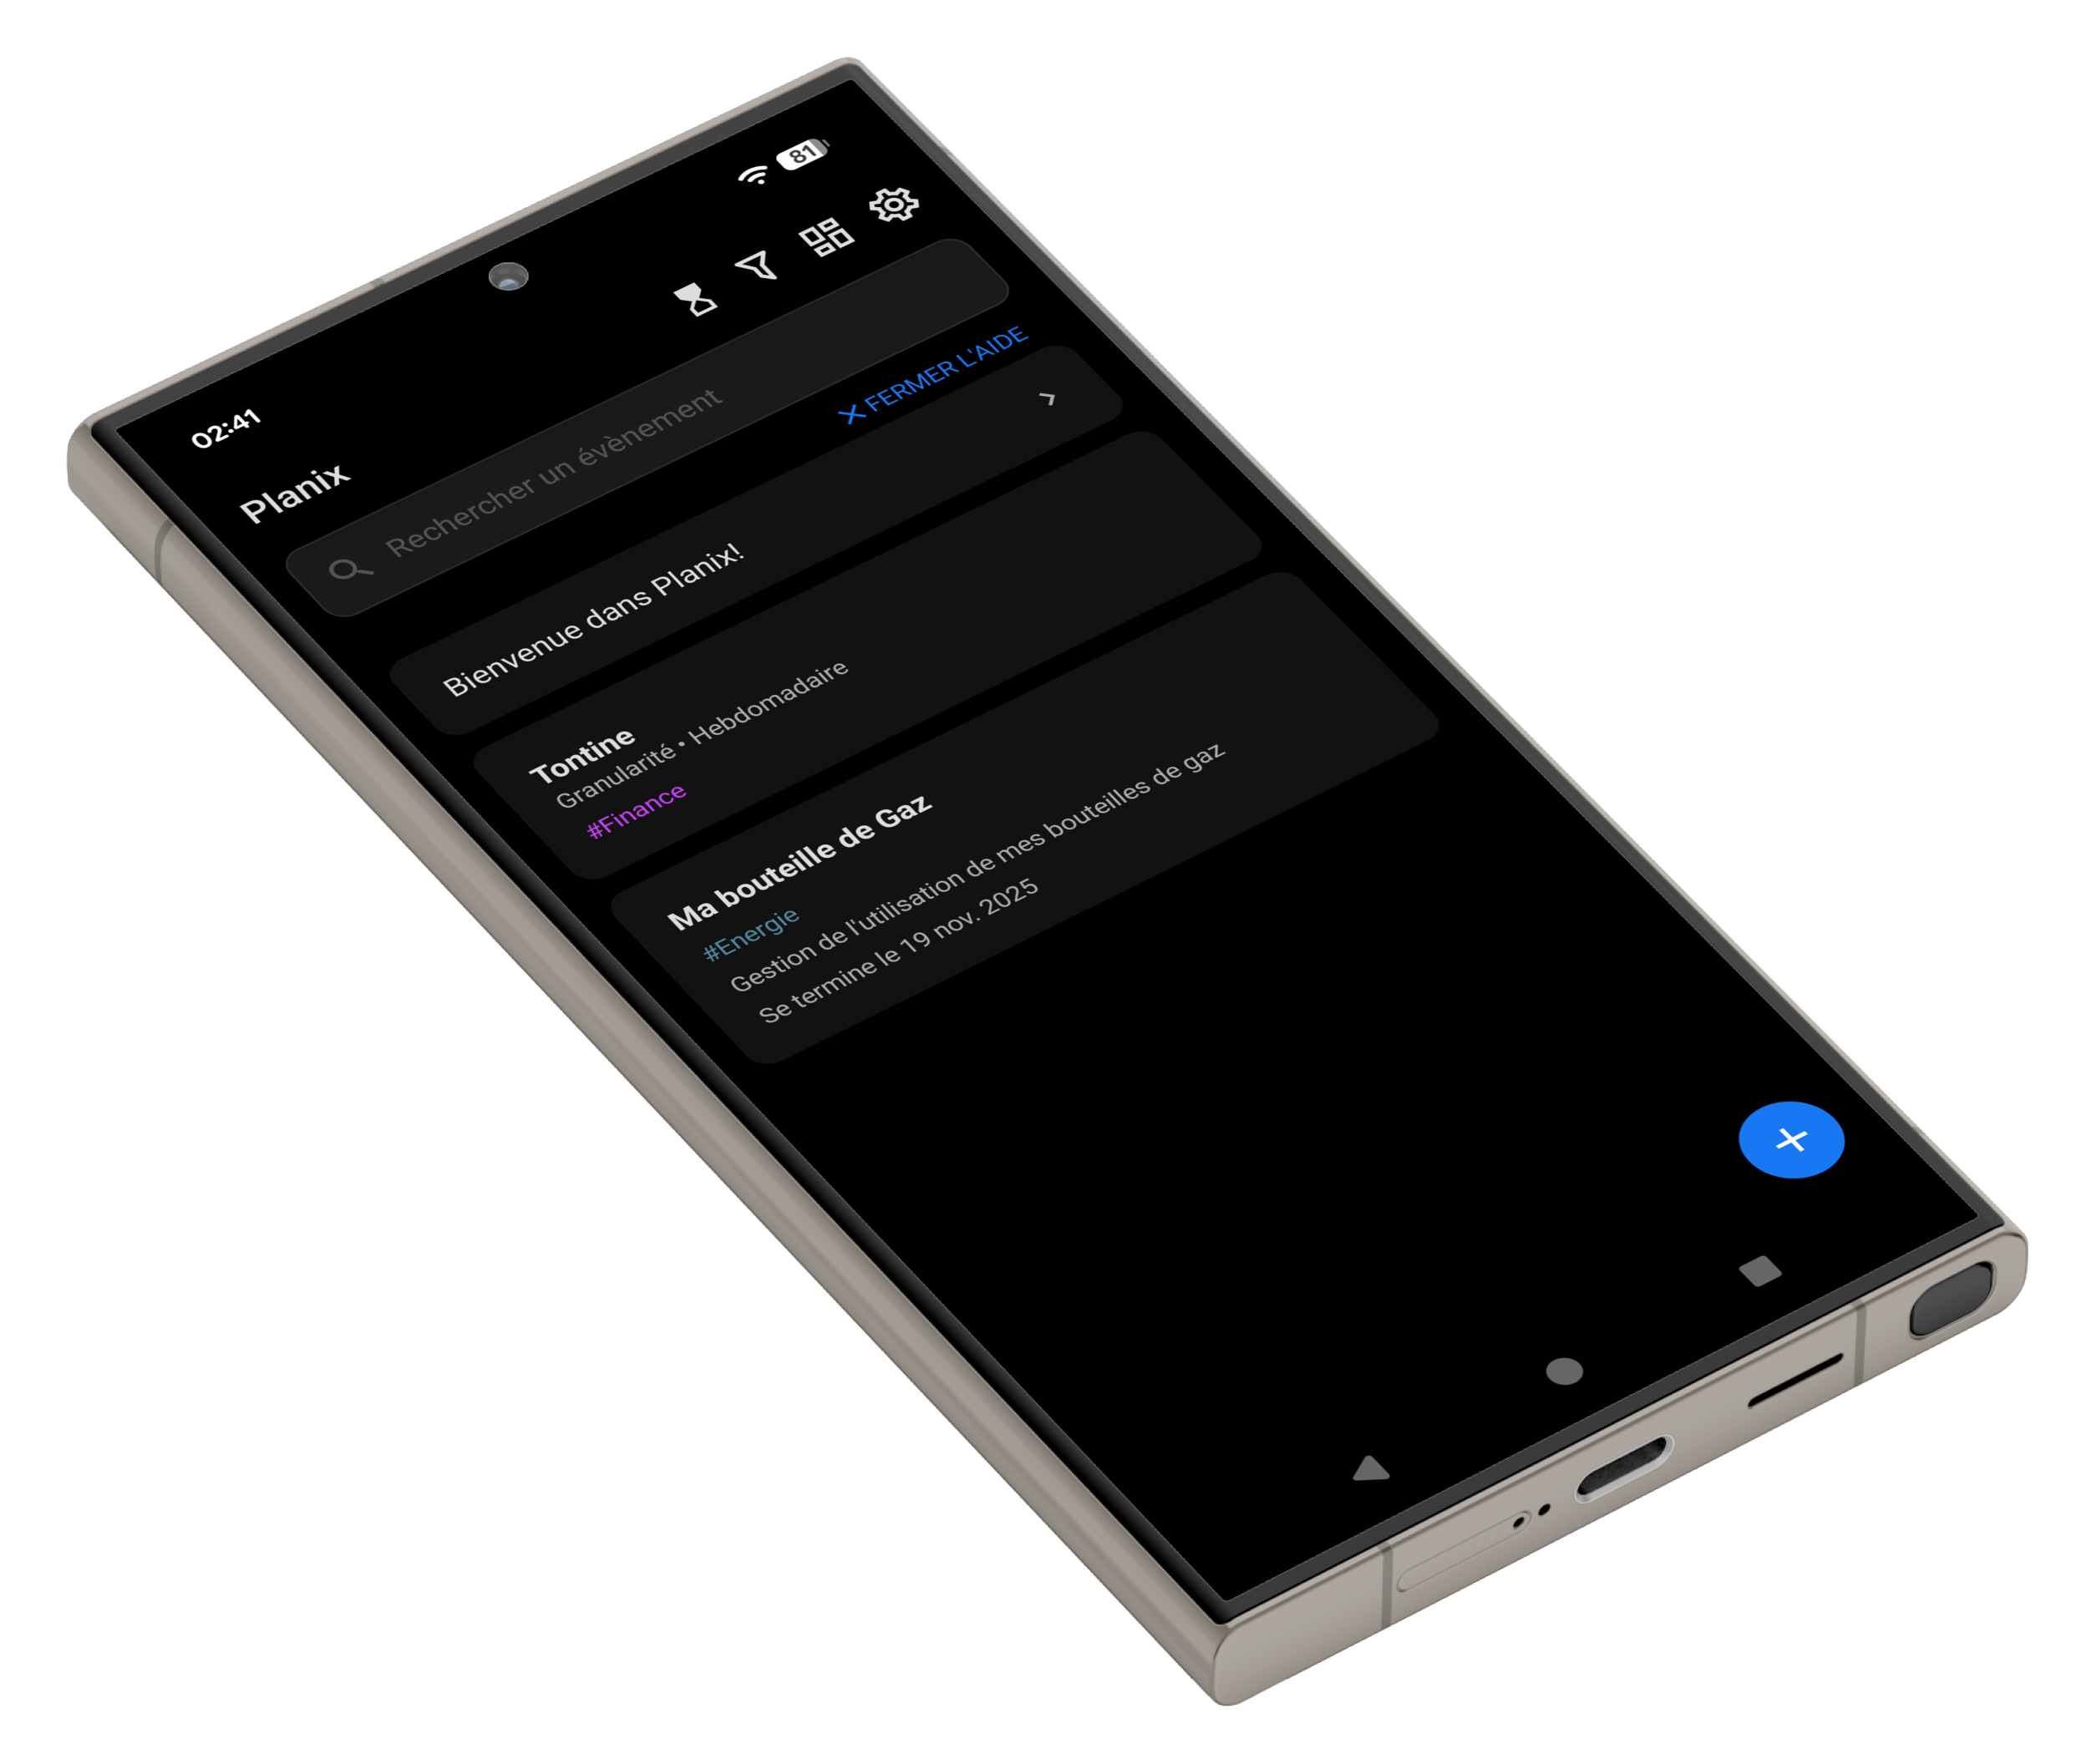 02:41
81
Planix
Rechercher un évènement
FERMER L'AIDE
Bienvenue dans Planix!
Tontine
Granularité • Hebdomadaire
#Finance
Ma bouteille de Gaz
#Energie
Gestion de l'utilisation de mes bouteilles de gaz
Se termine le 19 nov. 2025